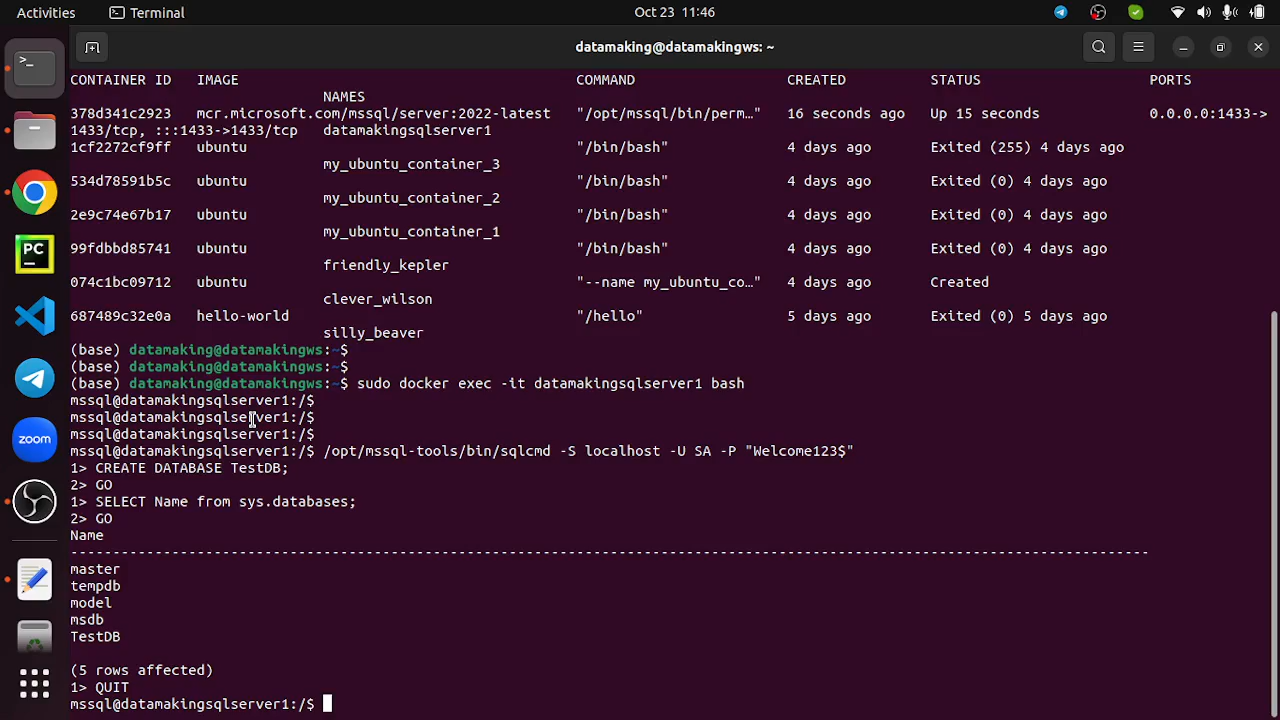 Activities Terminal Oct 23 11:46
datamaking@datamakingws: ~
CONTAINER ID IMAGE COMMAND CREATED STATUS PORTS
NAMES
378d341c2923 mcr.microsoft.com/mssql/server:2022-latest "/opt/mssql/bin/perm…" 16 seconds ago Up 15 seconds 0.0.0.0:1433->
1433/tcp, :::1433->1433/tcp datamakingsqlserver1
1cf2272cf9ff ubuntu "/bin/bash" 4 days ago Exited (255) 4 days ago
my_ubuntu_container_3
534d78591b5c ubuntu "/bin/bash" 4 days ago Exited (0) 4 days ago
my_ubuntu_container_2
2e9c74e67b17 ubuntu "/bin/bash" 4 days ago Exited (0) 4 days ago
my_ubuntu_container_1
99fdbbd85741 ubuntu "/bin/bash" 4 days ago Exited (0) 4 days ago
friendly_kepler
074c1bc09712 ubuntu "--name my_ubuntu_co…" 4 days ago Created
clever_wilson
687489c32e0a hello-world "/hello" 5 days ago Exited (0) 5 days ago
silly_beaver
(base) datamaking@datamakingws:~$
(base) datamaking@datamakingws:~$
(base) datamaking@datamakingws:~$ sudo docker exec -it datamakingsqlserver1 bash
mssql@datamakingsqlserver1:/$
mssql@datamakingsqlserver1:/$
mssql@datamakingsqlserver1:/$
mssql@datamakingsqlserver1:/$ /opt/mssql-tools/bin/sqlcmd -S localhost -U SA -P "Welcome123$"
1> CREATE DATABASE TestDB;
2> GO
1> SELECT Name from sys.databases;
2> GO
Name
--------------------------------------------------------------------------------------------------------------------------------
master
tempdb
model
msdb
TestDB
(5 rows affected)
1> QUIT
mssql@datamakingsqlserver1:/$
PC
zoom